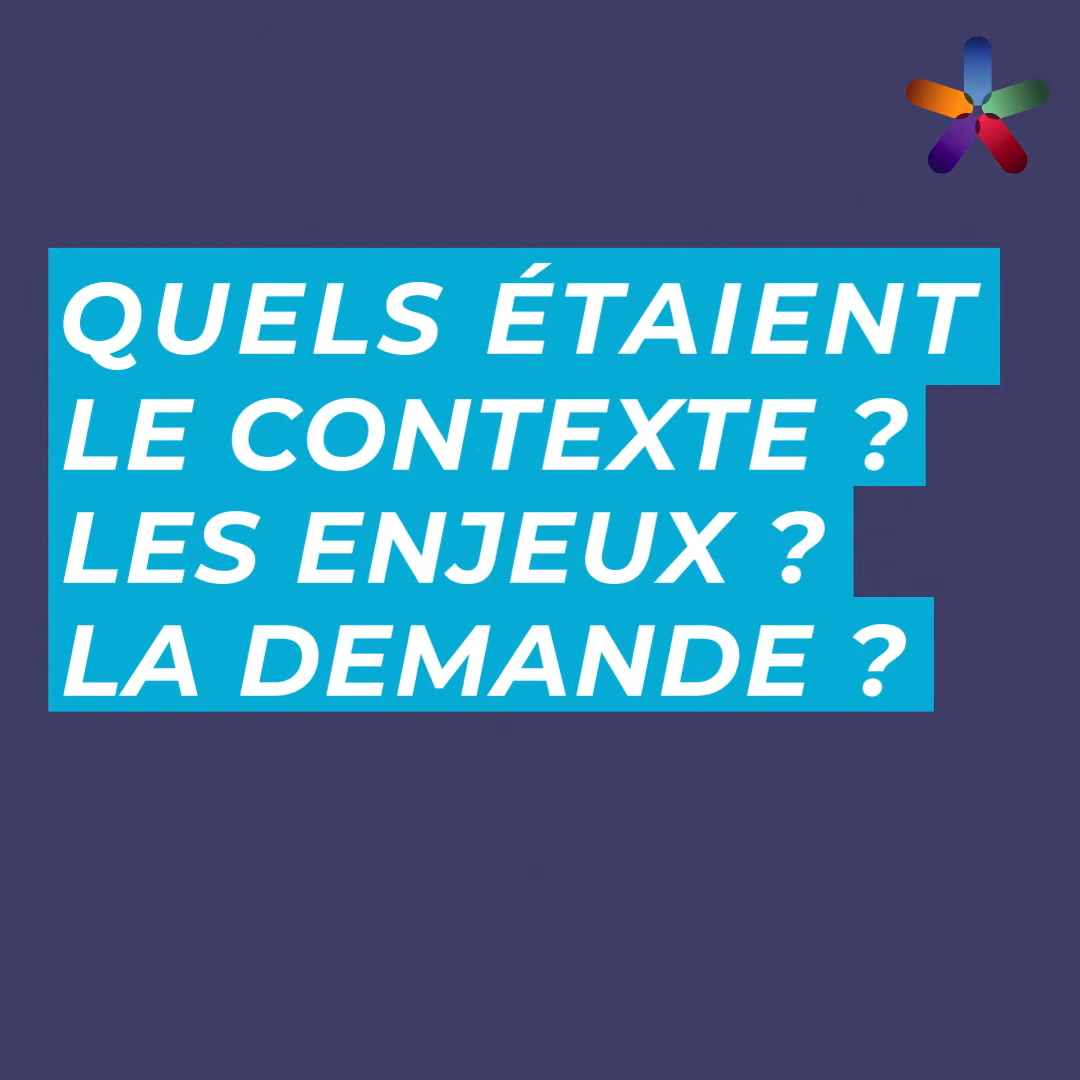 QUELS ÉTAIENT
LE CONTEXTE ?
LES ENJEUX ?
LA DEMANDE ?